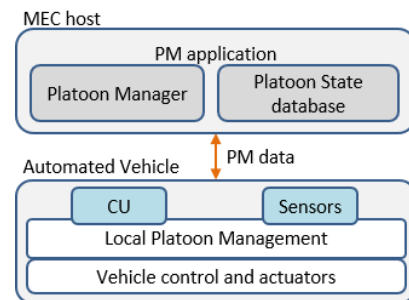 MEC host
PM application
Platoon Manager
Platoon State
database
PM data
Automated Vehicle
CU
Sensors
Local Platoon Management
Vehicle control and actuators